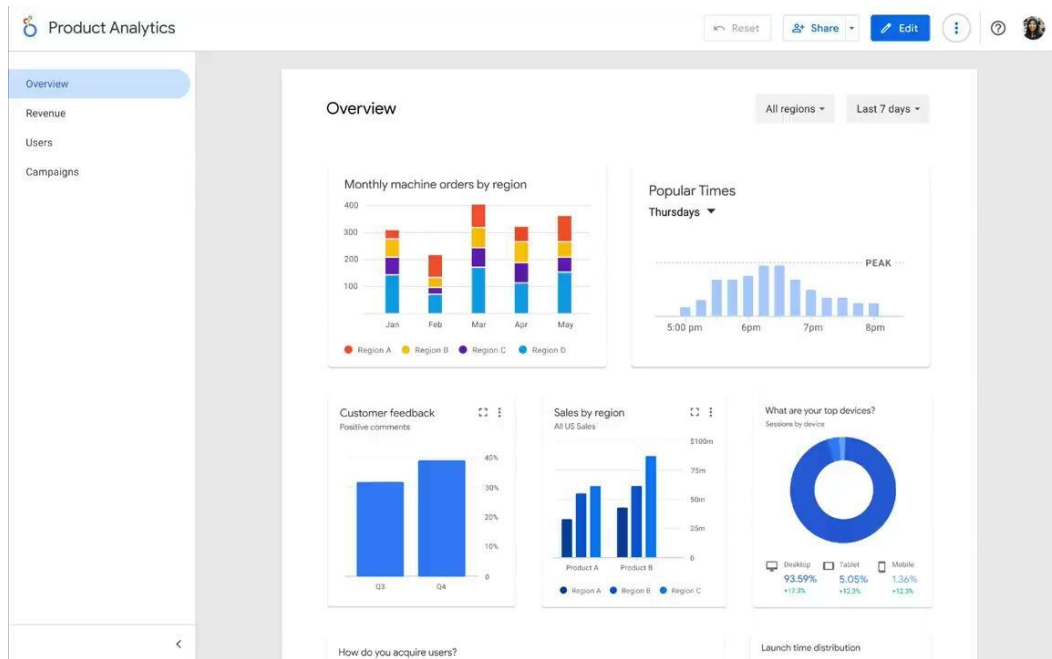 Product Analytics
Reset
Share
Edit
Overview
Revenue
Users
Campaigns
Overview
All regions
Last 7 days
Monthly machine orders by region
400
300
200
100
Jan Feb Mar Apr May
Region A Region B Region C Region D
Popular Times
Thursdays
PEAK
5:00 pm 6pm 7pm 8pm
Customer feedback
Positive comments
40%
30%
20%
10%
0
Q3 Q4
Sales by region
All US Sales
$100m
75m
50m
25m
0
Product A Product B
Region A Region B Region C
What are your top devices?
Sessions by device
Desktop Tablet Mobile
93.59% 5.05% 1.36%
+12.3% +12.3% +12.3%
How do you acquire users?
Launch time distribution